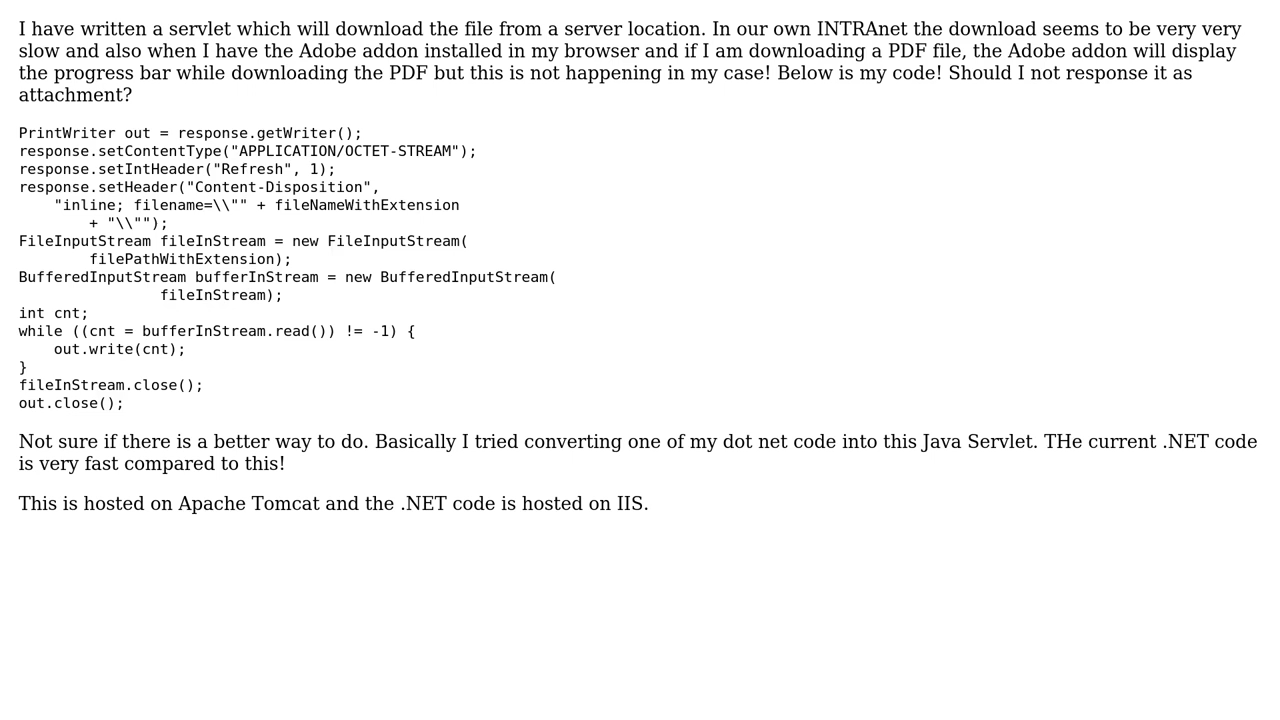 I have written a servlet which will download the file from a server location. In our own INTRAnet the download seems to be very very
slow and also when I have the Adobe addon installed in my browser and if I am downloading a PDF file, the Adobe addon will display
the progress bar while downloading the PDF but this is not happening in my case! Below is my code! Should I not response it as
attachment?
PrintWriter out = response.getWriter();
response.setContentType("APPLICATION/OCTET-STREAM");
response.setIntHeader("Refresh", 1);
response.setHeader("Content-Disposition",
    "inline; filename=\\"" + fileNameWithExtension
        + "\\"");
FileInputStream fileInStream = new FileInputStream(
        filePathWithExtension);
BufferedInputStream bufferInStream = new BufferedInputStream(
                fileInStream);
int cnt;
while ((cnt = bufferInStream.read()) != -1) {
    out.write(cnt);
}
fileInStream.close();
out.close();
Not sure if there is a better way to do. Basically I tried converting one of my dot net code into this Java Servlet. THe current .NET code
is very fast compared to this!
This is hosted on Apache Tomcat and the .NET code is hosted on IIS.